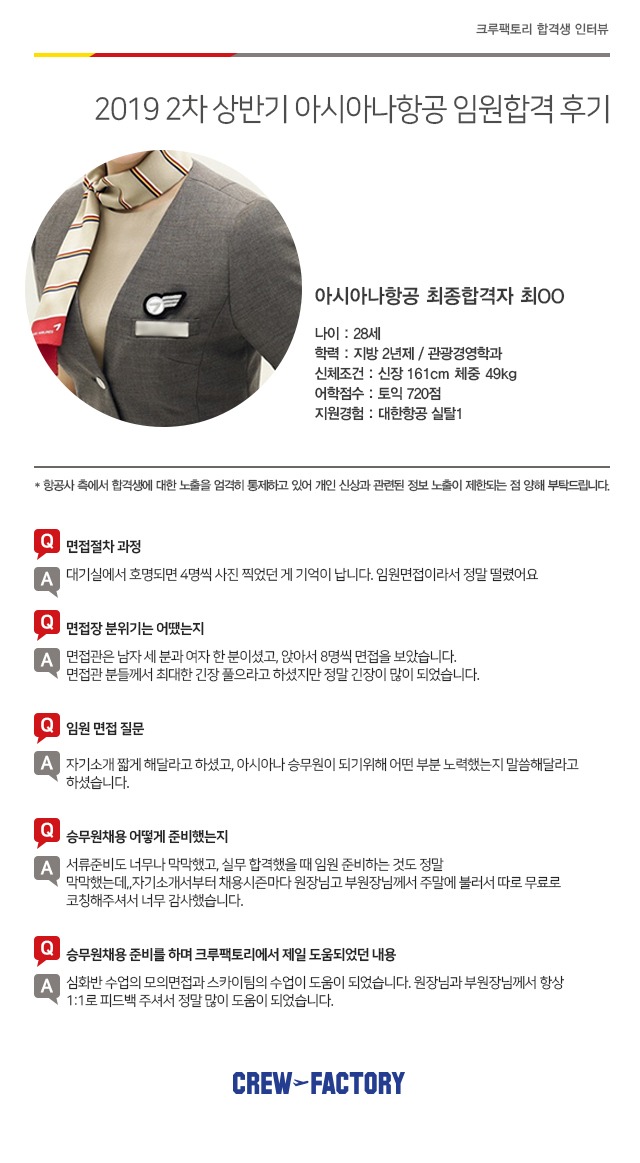 크루팩토리 합격생 인터뷰
2019 2차 상반기 아시아나항공 임원합격 후기
아시아나항공 최종합격자 최OO
나이 : 28세
학력 : 지방 2년제 / 관광경영학과
신체조건 : 신장 161cm 체중 49kg
어학점수 : 토익 720점
지원경험 : 대한항공 실탈1
* 항공사 측에서 합격생에 대한 노출을 엄격히 통제하고 있어 개인 신상과 관련된 정보 노출이 제한되는 점 양해 부탁드립니다.
Q 면접절차 과정
A 대기실에서 호명되면 4명씩 사진 찍었던 게 기억이 납니다. 임원면접이라서 정말 떨렸어요
Q 면접장 분위기는 어땠는지
A 면접관은 남자 세 분과 여자 한 분이셨고, 앉아서 8명씩 면접을 보았습니다.
면접관 분들께서 최대한 긴장 풀으라고 하셨지만 정말 긴장이 많이 되었습니다.
Q 임원 면접 질문
A 자기소개 짧게 해달라고 하셨고, 아시아나 승무원이 되기위해 어떤 부분 노력했는지 말씀해달라고
하셨습니다.
Q 승무원채용 어떻게 준비했는지
A 서류준비도 너무나 막막했고, 실무 합격했을 때 임원 준비하는 것도 정말
막막했는데,,자기소개서부터 채용시즌마다 원장님고 부원장님께서 주말에 불러서 따로 무료로
코칭해주셔서 너무 감사했습니다.
Q 승무원채용 준비를 하며 크루팩토리에서 제일 도움되었던 내용
A 심화반 수업의 모의면접과 스카이팀의 수업이 도움이 되었습니다. 원장님과 부원장님께서 항상
1:1로 피드백 주셔서 정말 많이 도움이 되었습니다.
CREW FACTORY